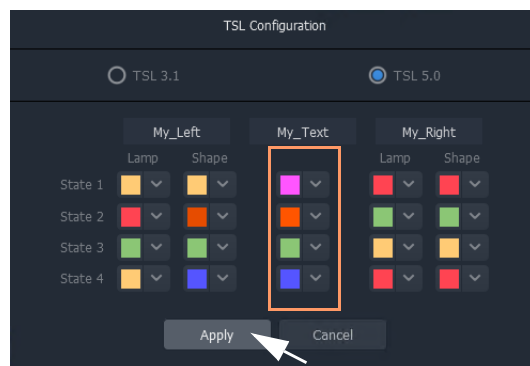 TSL Configuration
TSL 3.1 TSL 5.0
My_Left My_Text My_Right
Lamp Shape Lamp Shape
State 1
State 2
State 3
State 4
Apply Cancel